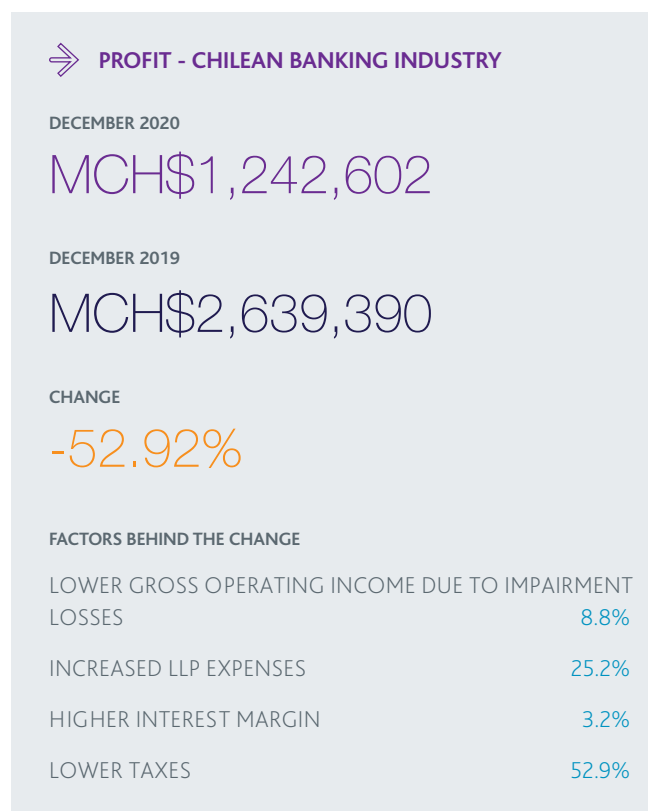 PROFIT - CHILEAN BANKING INDUSTRY
DECEMBER 2020
MCH$1,242,602
DECEMBER 2019
MCH$2,639,390
CHANGE
-52.92%
FACTORS BEHIND THE CHANGE
LOWER GROSS OPERATING INCOME DUE TO IMPAIRMENT
LOSSES 8.8%
INCREASED LLP EXPENSES 25.2%
HIGHER INTEREST MARGIN 3.2%
LOWER TAXES 52.9%